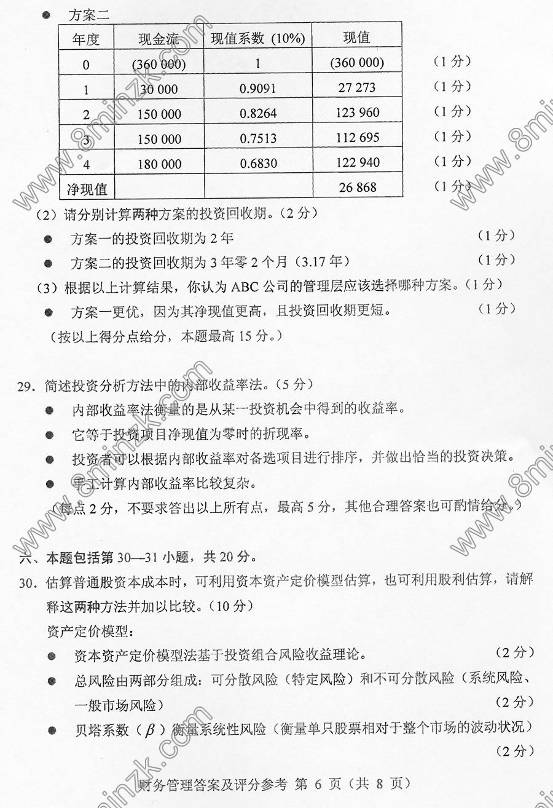 ● 方案二
年度 现金流 现值系数 (10%) 现值
0 (360 000) 1 (360 000) (1 分)
1 30 000 0.9091 27 273 (1 分)
2 150 000 0.8264 123 960 (1 分)
3 150 000 0.7513 112 695 (1 分)
4 180 000 0.6830 122 940 (1 分)
净现值 26 868 (1 分)
(2) 请分别计算两种方案的投资回收期。(2 分)
● 方案一的投资回收期为 2 年 (1 分)
● 方案二的投资回收期为 3 年零 2 个月 (3.17 年) (1 分)
(3) 根据以上计算结果，你认为 ABC 公司的管理层应该选择哪种方案。(1 分)
● 方案一更优，因为其净现值更高，且投资回收期更短。 (1 分)
(按以上得分点给分，本题最高 15 分。)
29．简述投资分析方法中的内部收益率法。(5 分)
● 内部收益率法衡量的是从某一投资机会中得到的收益率。
● 它等于投资项目净现值为零时的折现率。
● 投资者可以根据内部收益率对备选项目进行排序，并做出恰当的投资决策。
● 手工计算内部收益率比较复杂。
(每点 2 分，不要求答出以上所有点，最高 5 分，其他合理答案也可酌情给分。)
六、本题包括第 30—31 小题，共 20 分。
30．估算普通股资本成本时，可利用资本资产定价模型估算，也可利用股利估算，请解
释这两种方法并加以比较。(10 分)
资产定价模型：
● 资本资产定价模型法基于投资组合风险收益理论。 (2 分)
● 总风险由两部分组成：可分散风险（特定风险）和不可分散风险（系统风险、
一般市场风险） (2 分)
● 贝塔系数（β）衡量系统性风险（衡量单只股票相对于整个市场的波动状况）
(2 分)
财务管理答案及评分参考 第 6 页（共 8 页）
www.8minzk.com
www.8minzk.com
www.8minzk.com
www.8minzk.com